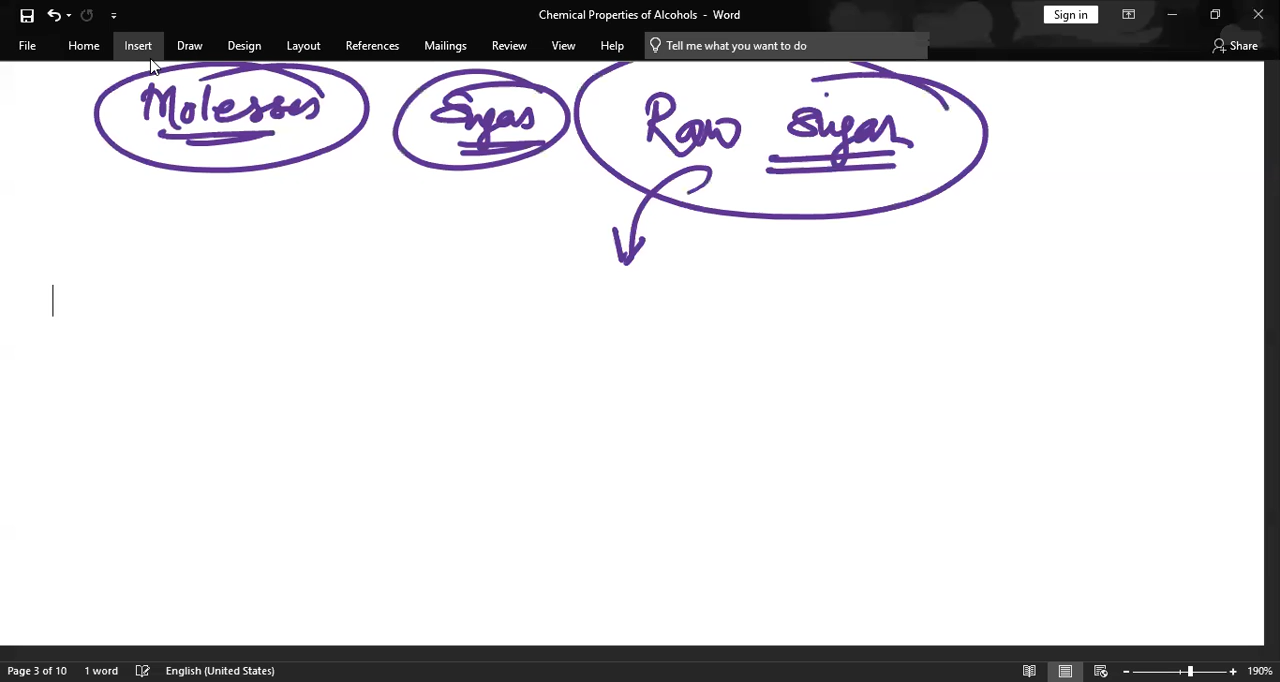 Chemical Properties of Alcohols - Word
Sign in
File Home Insert Draw Design Layout References Mailings Review View Help Tell me what you want to do Share
Molesses Sugar Raw Sugar
Page 3 of 10 1 word English (United States) 190%